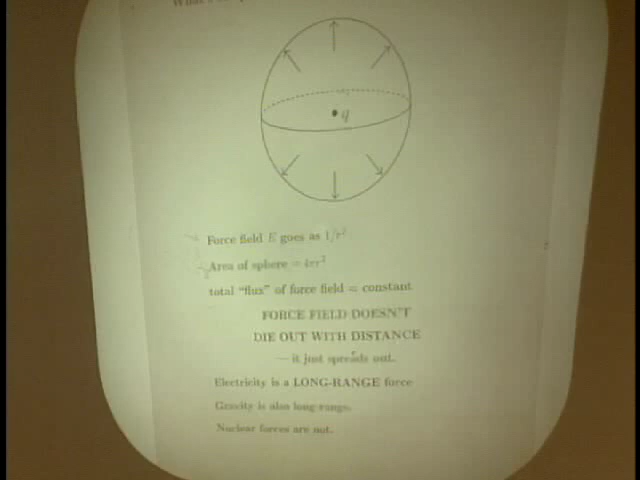 q
Force field E goes as 1/r²
Area of sphere = 4πr²
total "flux" of force field = constant
FORCE FIELD DOESN'T
DIE OUT WITH DISTANCE
— it just spreads out.
Electricity is a LONG-RANGE force
Gravity is also long-range.
Nuclear forces are not.